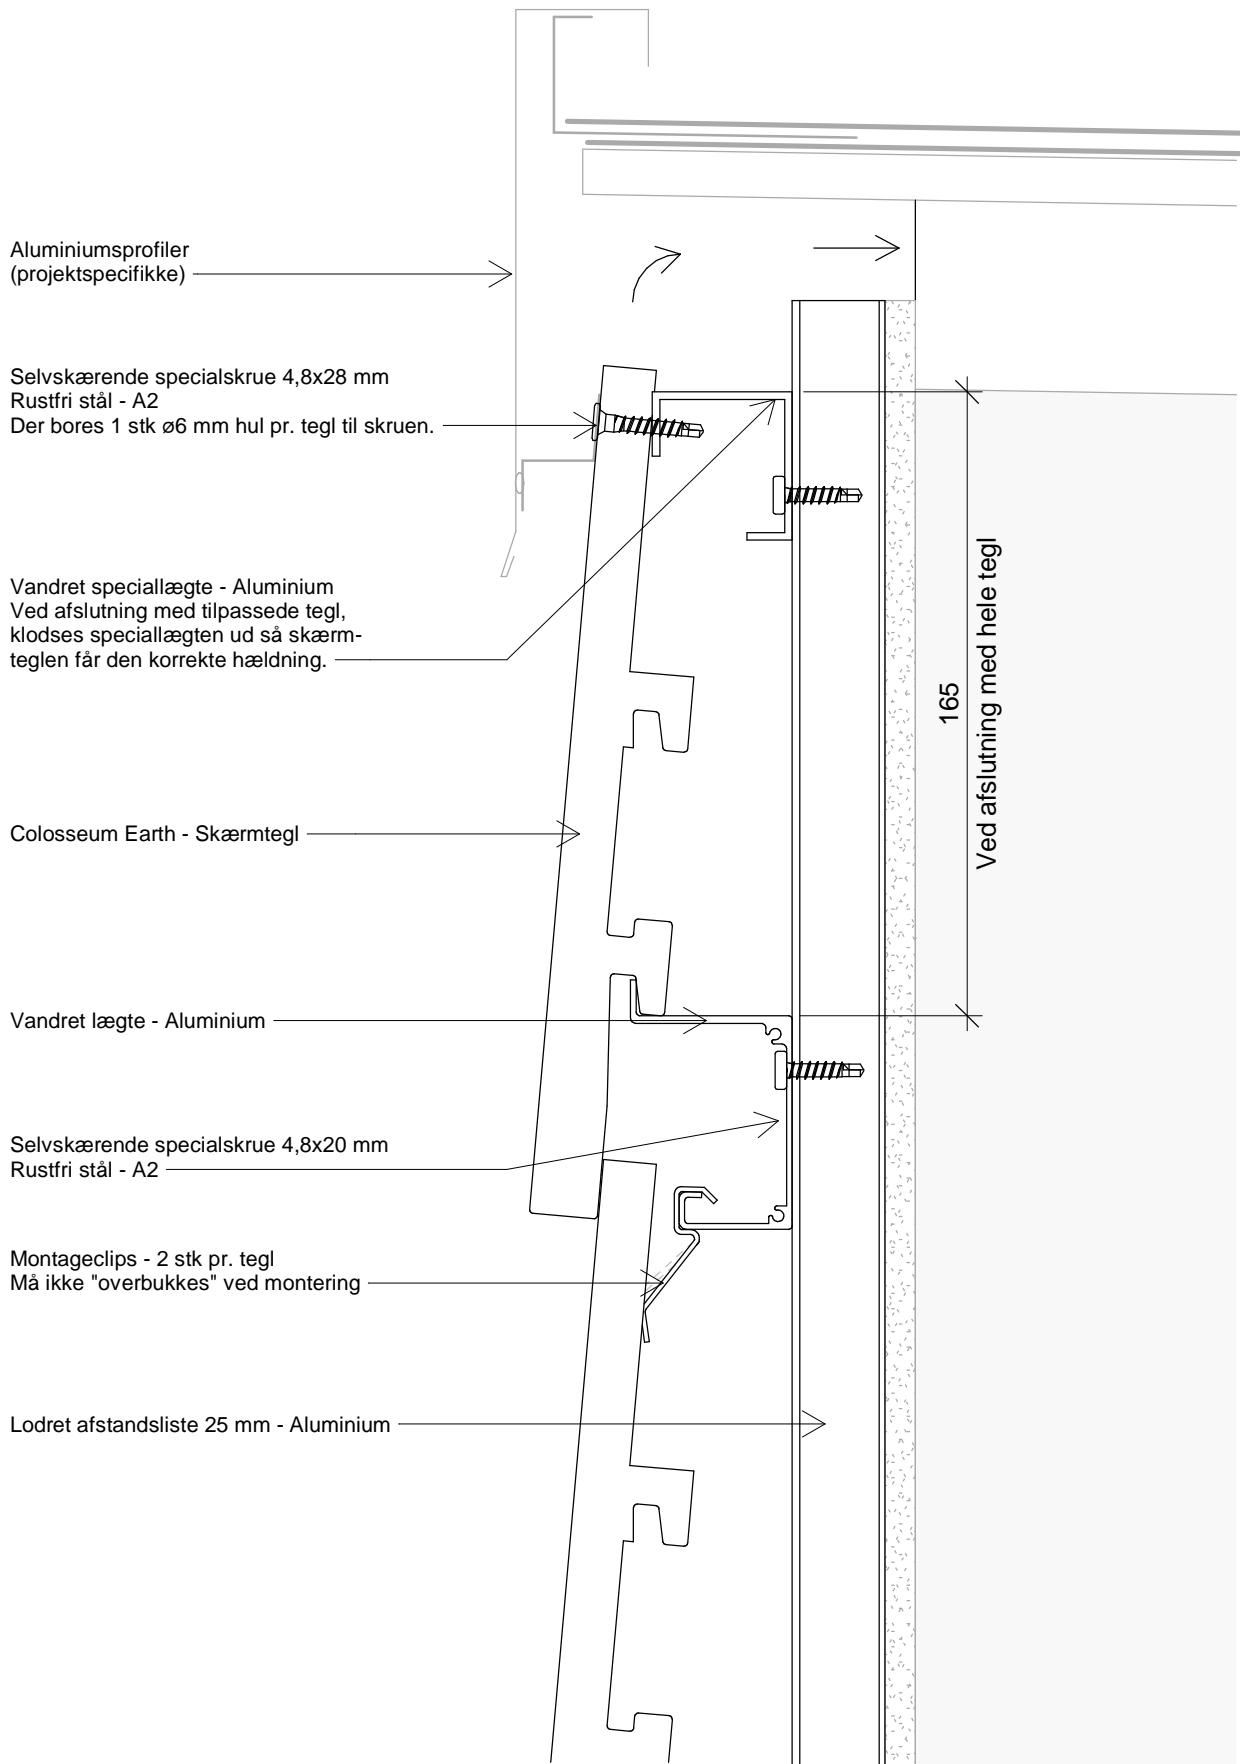 Aluminiumsprofiler
(projektspecifikke)
Selvskærende specialskrue 4,8x28 mm
Rustfri stål - A2
Der bores 1 stk ø6 mm hul pr. tegl til skruen.
Vandret speciallægte - Aluminium
Ved afslutning med tilpassede tegl,
klodses speciallægten ud så skærm-
teglen får den korrekte hældning.
165
Ved afslutning med hele tegl
Colosseum Earth - Skærmtegl
Vandret lægte - Aluminium
Selvskærende specialskrue 4,8x20 mm
Rustfri stål - A2
Montageclips - 2 stk pr. tegl
Må ikke "overbukkes" ved montering
Lodret afstandsliste 25 mm - Aluminium